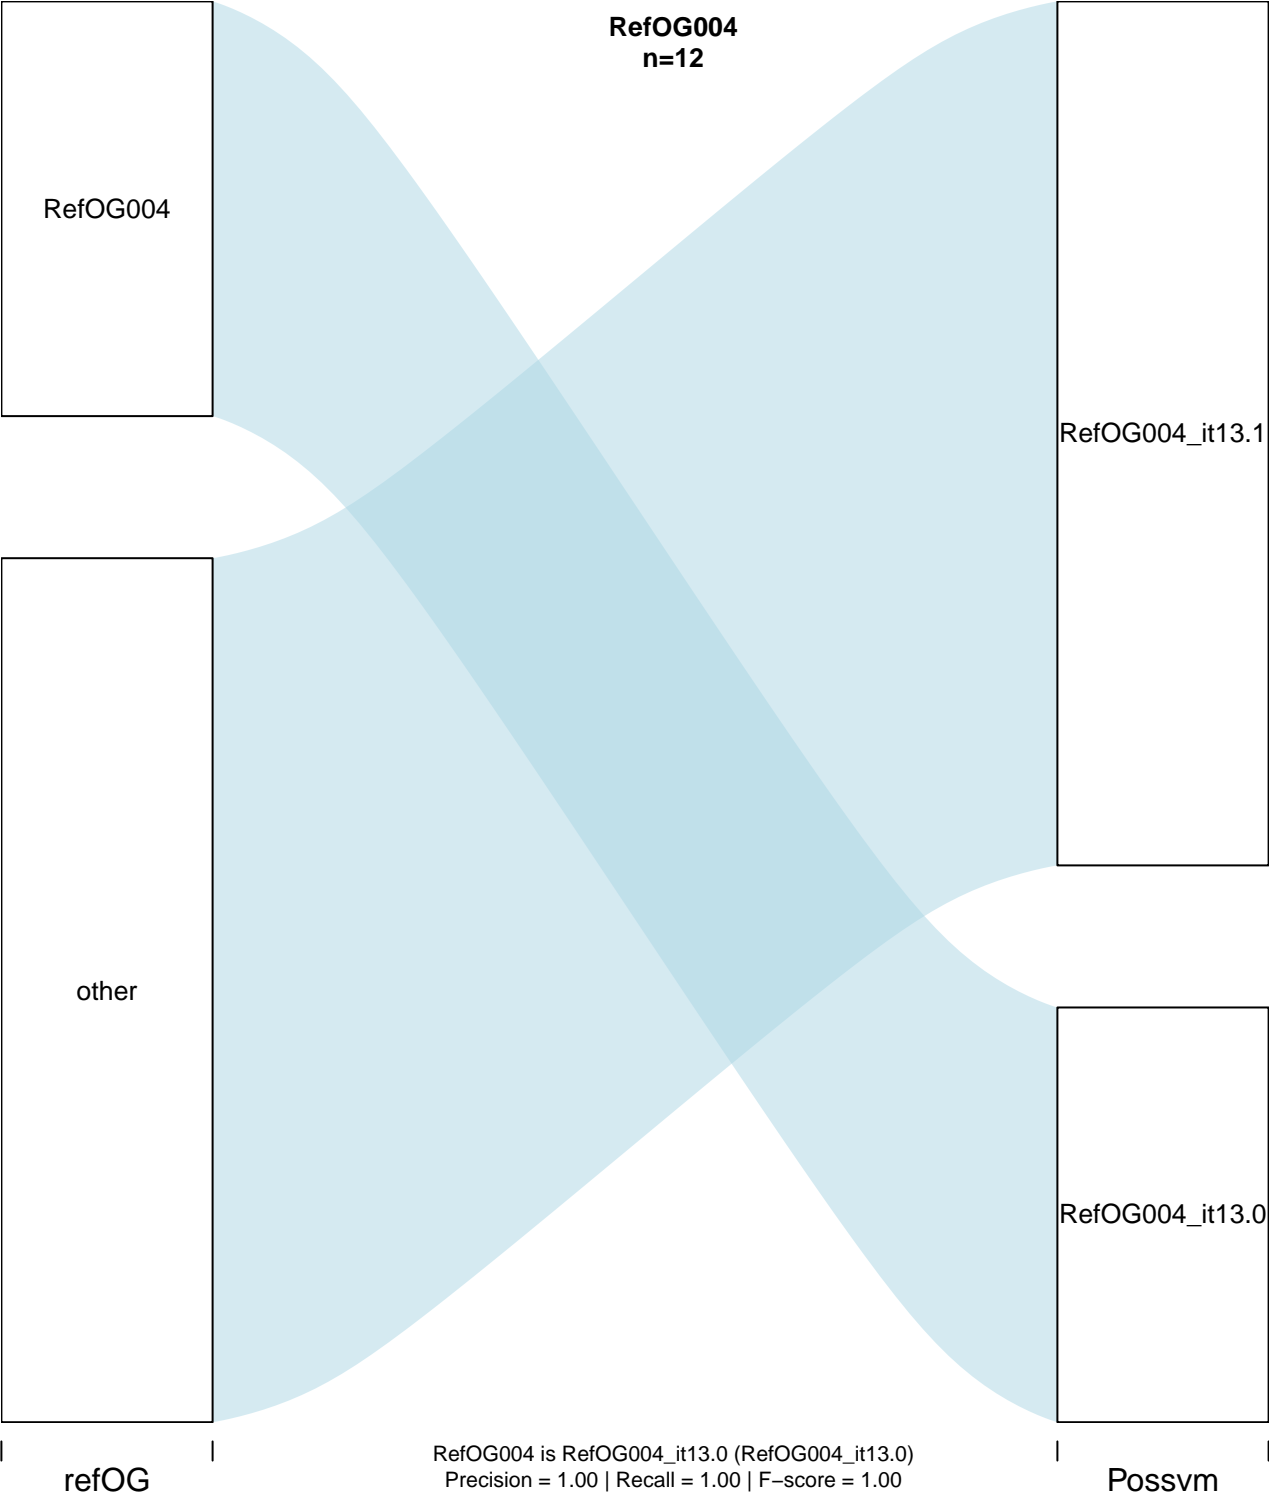 RefOG004
n=12
RefOG004
RefOG004_it13.1
other
RefOG004_it13.0
RefOG004 is RefOG004_it13.0 (RefOG004_it13.0)
Precision = 1.00 | Recall = 1.00 | F−score = 1.00
refOG
Possvm